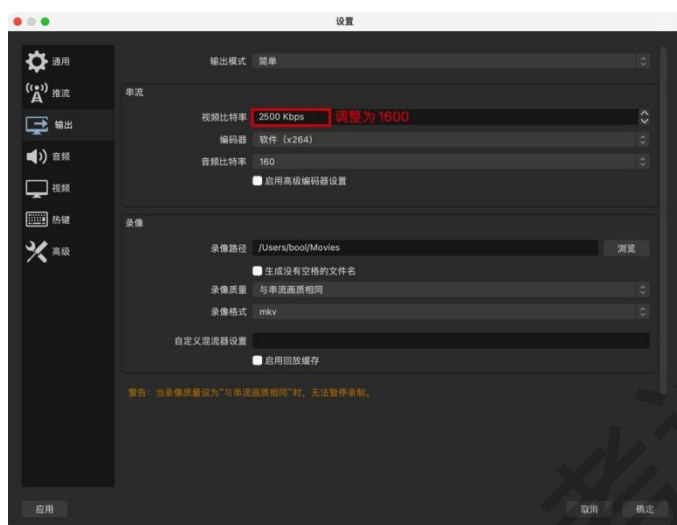 设置
通用
推流
输出
音频
视频
热键
高级
输出模式 简单
串流
视频比特率 2500 Kbps 调整为 1600
编码器 软件（x264）
音频比特率 160
启用高级编码器设置
录像
录像路径 /Users/bool/Movies 浏览
生成没有空格的文件名
录像质量 与串流画质相同
录像格式 mkv
自定义混流器设置
启用回放缓存
警告：当录像质量设为“与串流画质相同”时，无法暂停录制。
应用 取消 确定